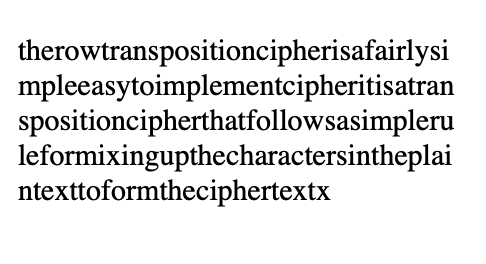 therowtranspositioncipherisafairlysi
mpleeasytoimplementcipheritisatran
spositioncipherthatfollowsasimpleru
leformixingupthecharactersintheplai
ntexttoformtheciphertextx